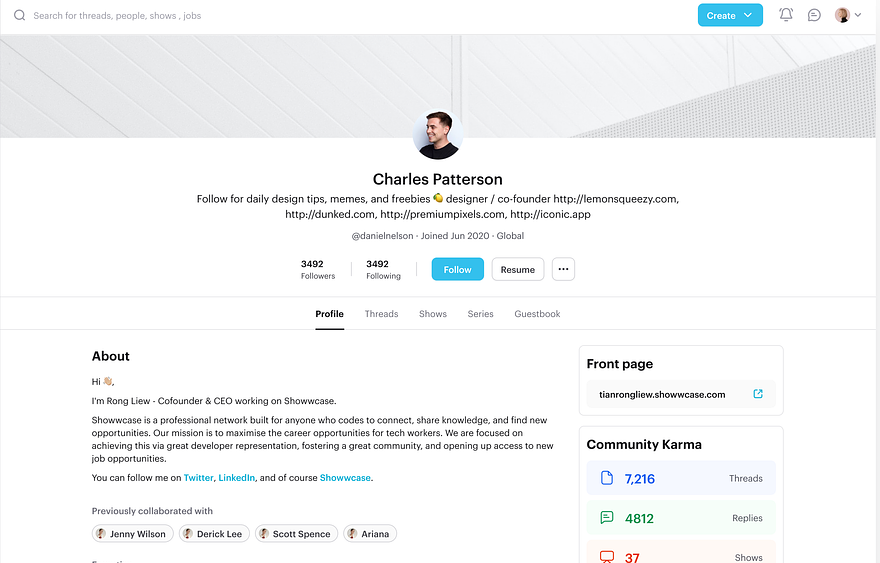 Search for threads, people, shows , jobs
Create
Charles Patterson
Follow for daily design tips, memes, and freebies 🍋 designer / co-founder http://lemonsqueezy.com,
http://dunked.com, http://premiumpixels.com, http://iconic.app
@danielnelson · Joined Jun 2020 · Global
3492
Followers
3492
Following
Follow
Resume
Profile
Threads
Shows
Series
Guestbook
About
Hi 👋🏼,
I'm Rong Liew - Cofounder & CEO working on Showwcase.
Showwcase is a professional network built for anyone who codes to connect, share knowledge, and find new
opportunities. Our mission is to maximise the career opportunities for tech workers. We are focused on
achieving this via great developer representation, fostering a great community, and opening up access to new
job opportunities.
You can follow me on Twitter, LinkedIn, and of course Showwcase.
Previously collaborated with
Jenny Wilson
Derick Lee
Scott Spence
Ariana
Front page
tianrongliew.showwcase.com
Community Karma
7,216
Threads
4812
Replies
37
Shows